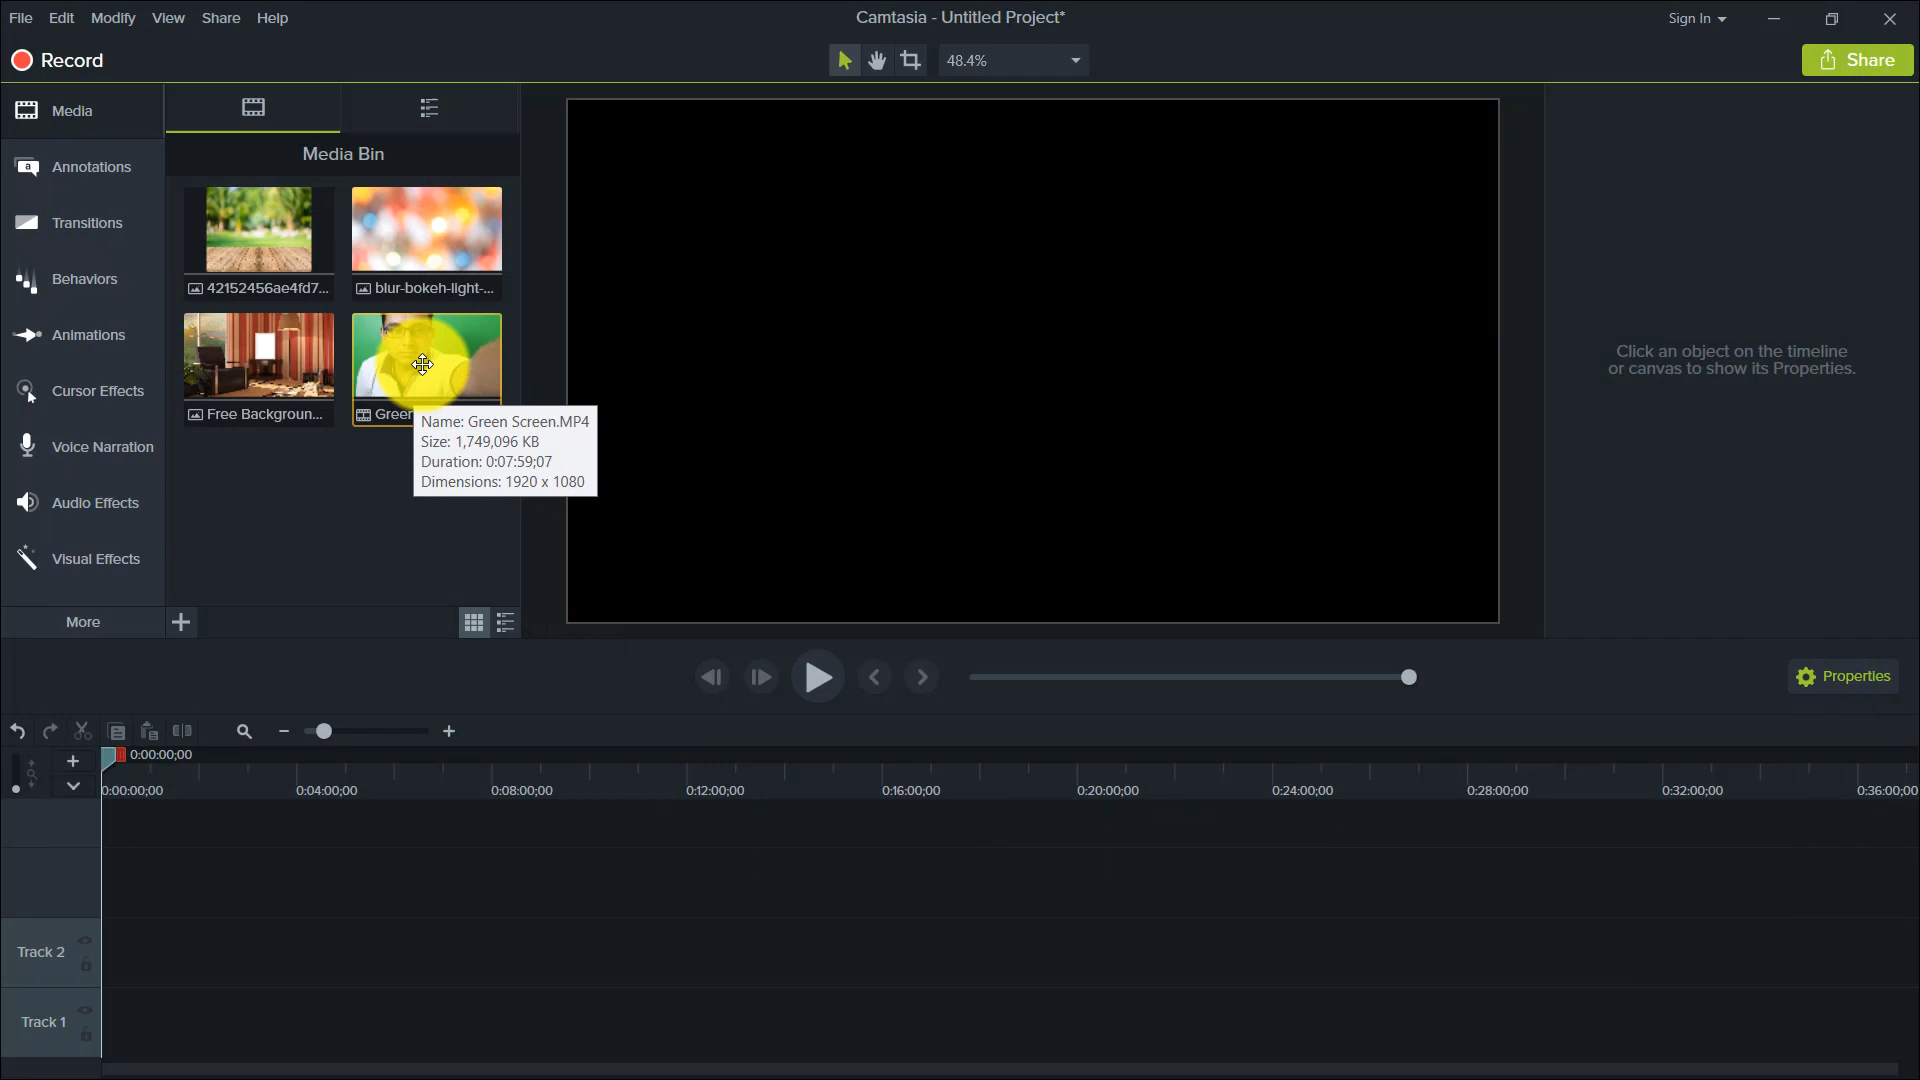 File Edit Modify View Share Help
Camtasia - Untitled Project*
Sign In
Record
48.4%
Share
Media
Annotations
Transitions
Behaviors
Animations
Cursor Effects
Voice Narration
Audio Effects
Visual Effects
More
Media Bin
42152456ae4fd7...
blur-bokeh-light-...
Free Backgroun...
Green
Name: Green Screen.MP4
Size: 1,749,096 KB
Duration: 0:07:59;07
Dimensions: 1920 x 1080
Click an object on the timeline
or canvas to show its Properties.
Properties
0:00:00;00
0:00:00;00 0:04:00;00 0:08:00;00 0:12:00;00 0:16:00;00 0:20:00;00 0:24:00;00 0:28:00;00 0:32:00;00 0:36:00;00
Track 2
Track 1